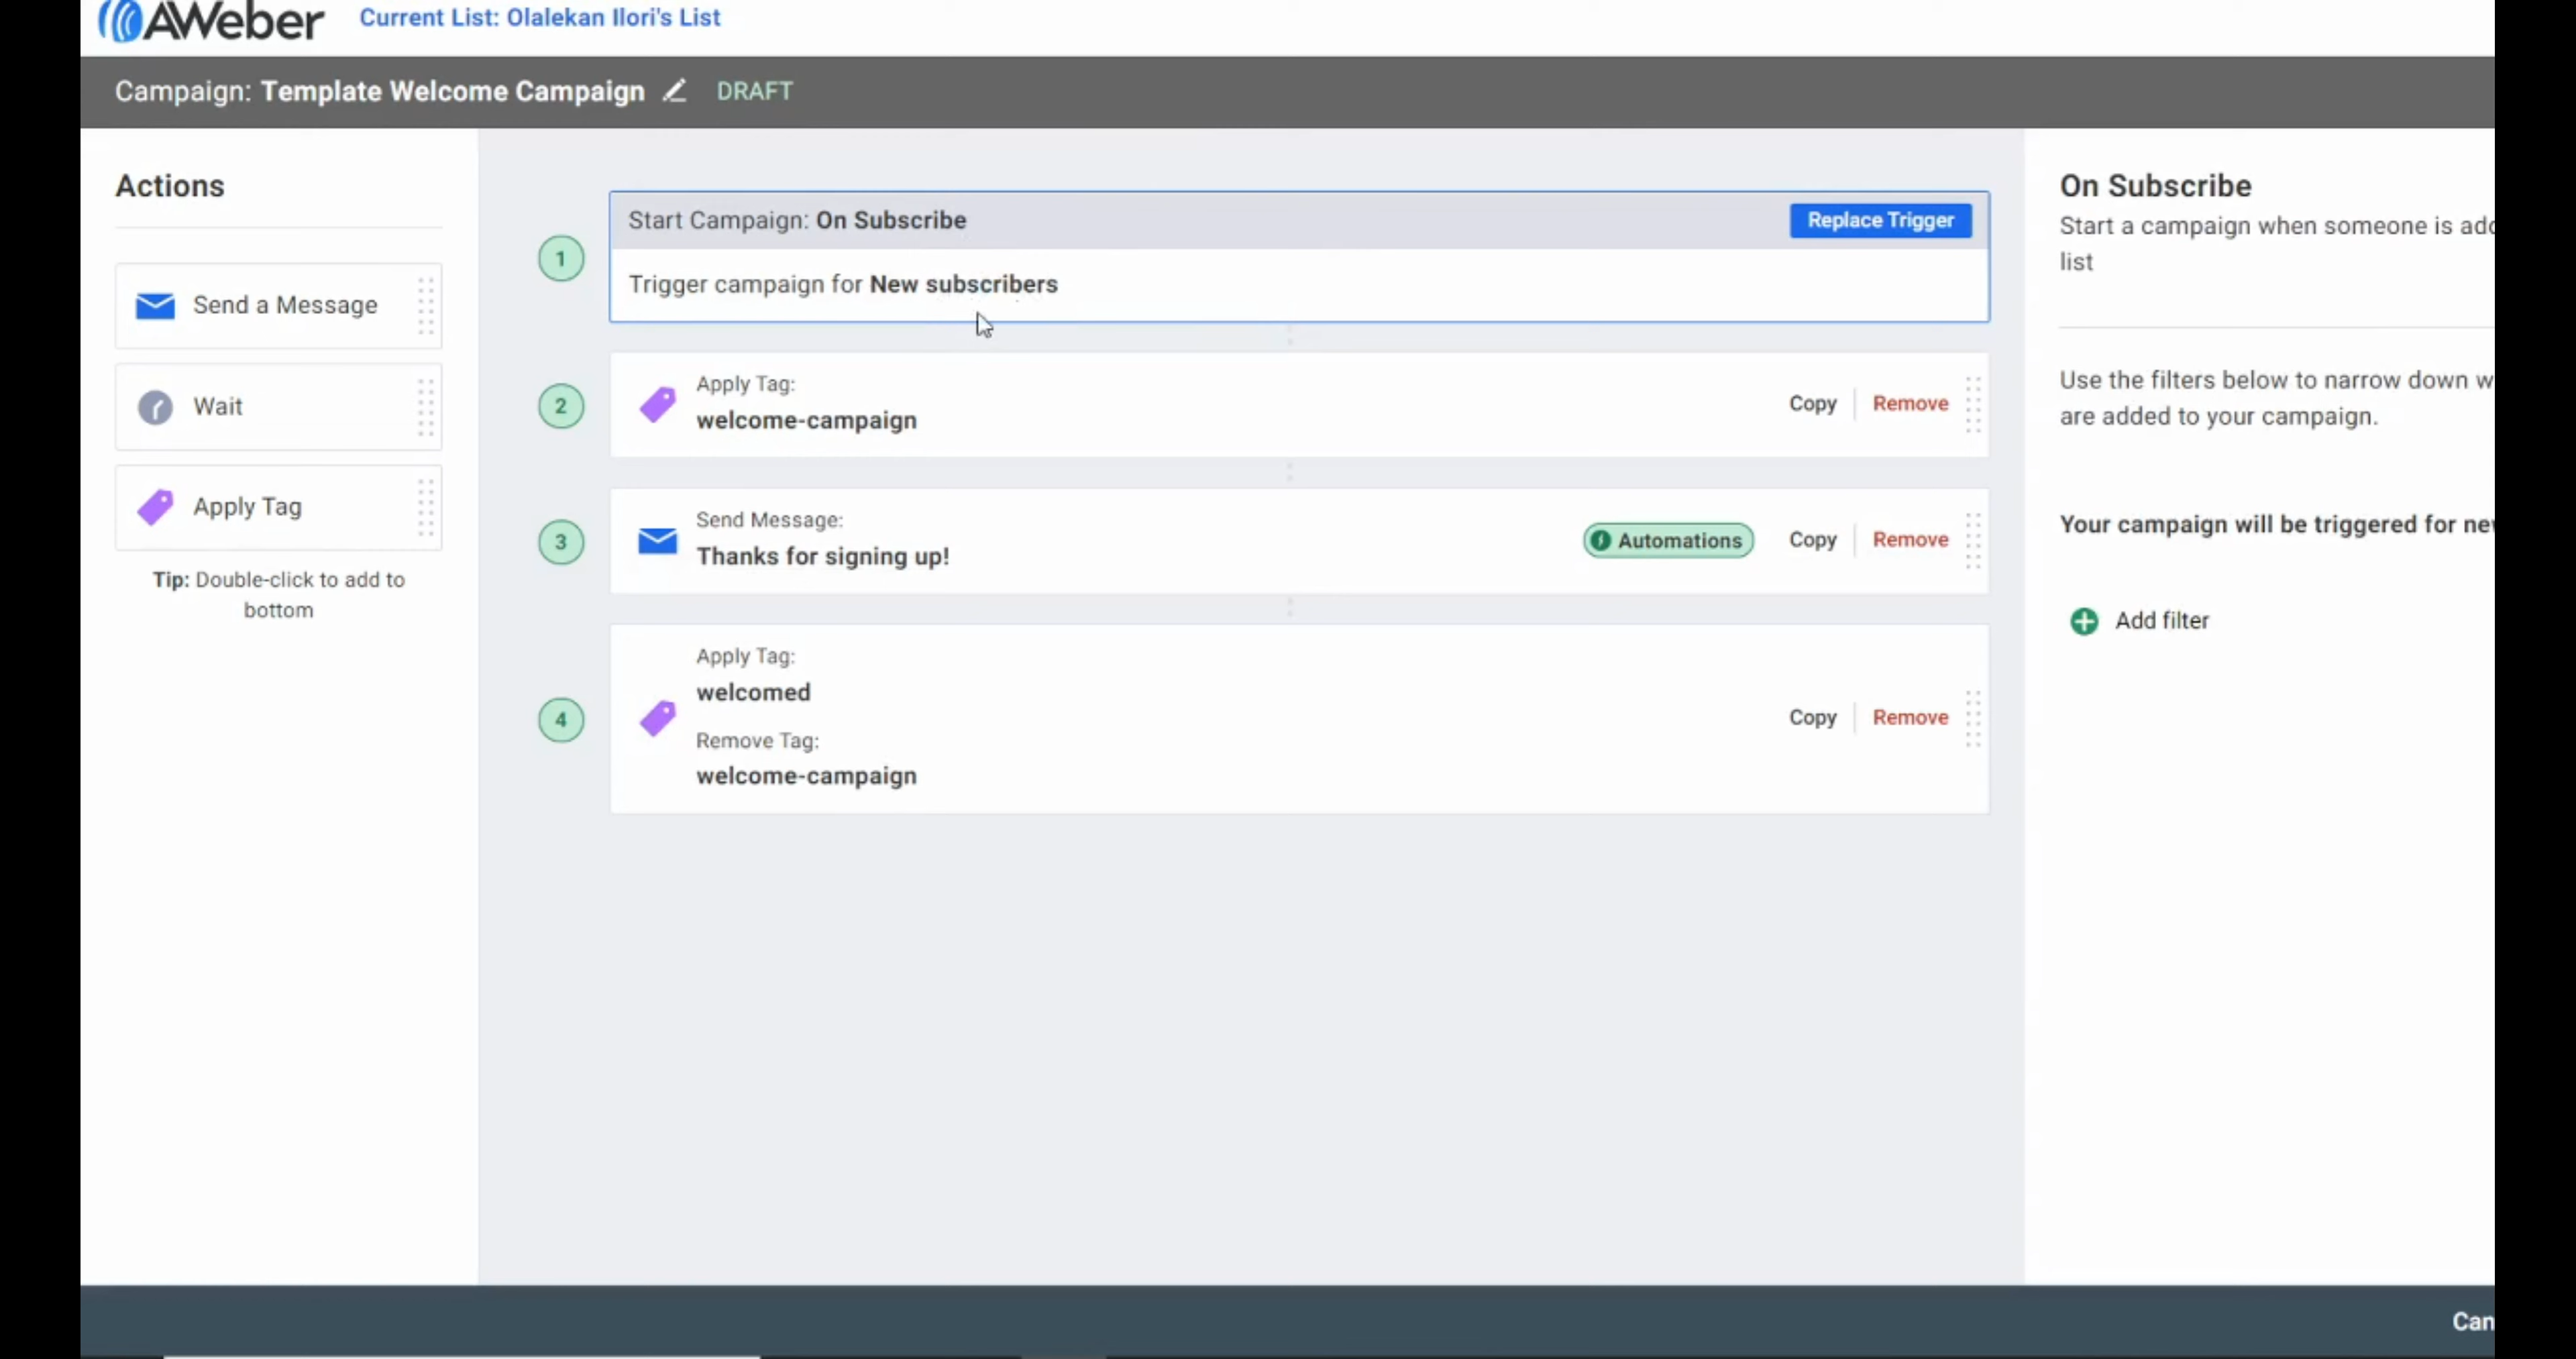 AWeber Current List: Olalekan Ilori's List
Campaign: Template Welcome Campaign DRAFT
Actions
Send a Message
Wait
Apply Tag
Tip: Double-click to add to
bottom
1
Start Campaign: On Subscribe Replace Trigger
Trigger campaign for New subscribers
2
Apply Tag:
welcome-campaign
Copy Remove
3
Send Message:
Thanks for signing up!
Automations Copy Remove
4
Apply Tag:
welcomed
Remove Tag:
welcome-campaign
Copy Remove
On Subscribe
Start a campaign when someone is
list
Use the filters below to narrow down
are added to your campaign.
Your campaign will be triggered for
Add filter